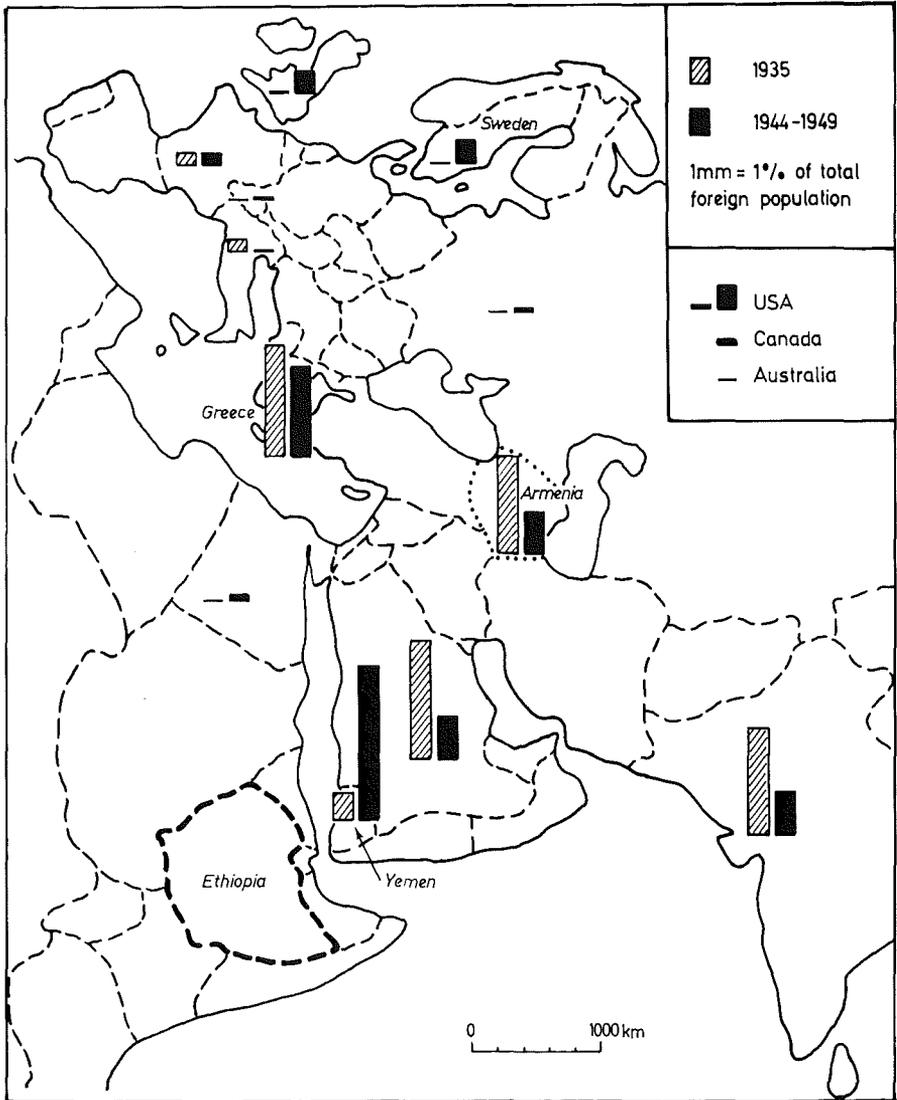 1935
1944-1949
1mm = 1% of total
foreign population
USA
Canada
Australia
Sweden
Greece
Armenia
Ethiopia
Yemen
0 1000 km